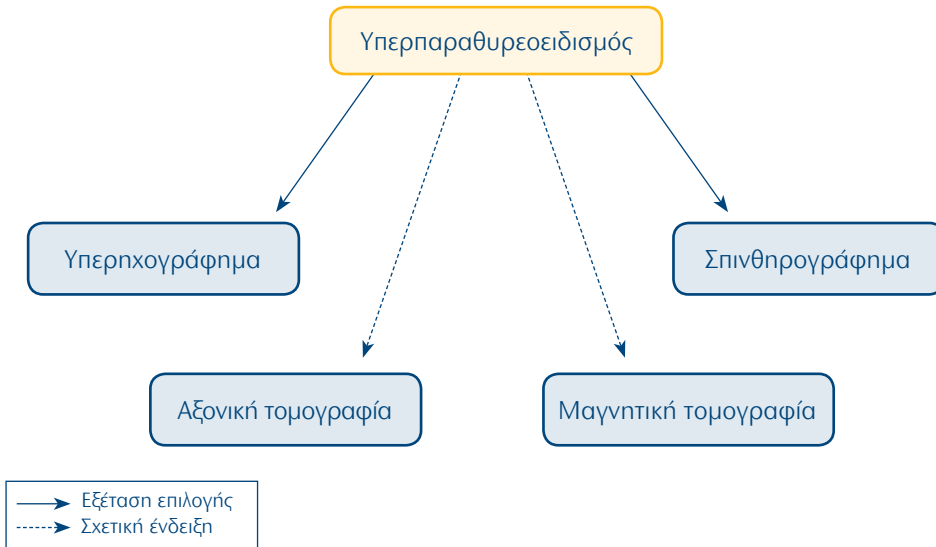 Υπερπαραθυρεοειδισμός
Υπερηχογράφημα
Σπινθηρογράφημα
Αξονική τομογραφία
Μαγνητική τομογραφία
Εξέταση επιλογής
Σχετική ένδειξη